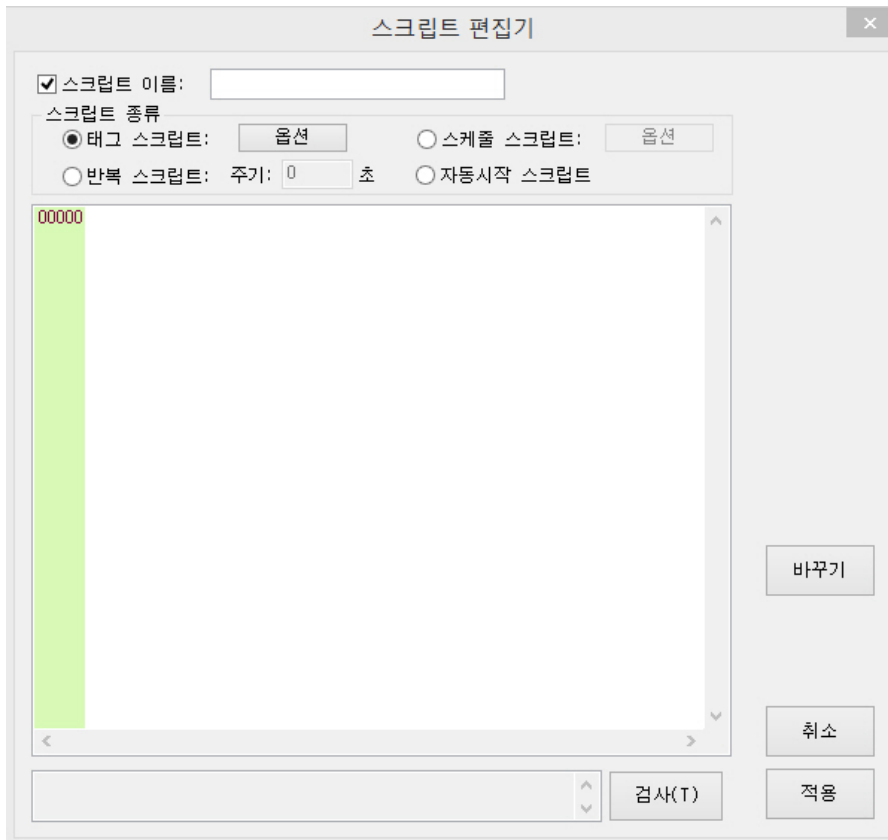 스크립트 편집기
스크립트 이름:
스크립트 종류
태그 스크립트: 옵션 스케줄 스크립트: 옵션
반복 스크립트: 주기: 0 초 자동시작 스크립트
00000
바꾸기
취소
검사(T) 적용